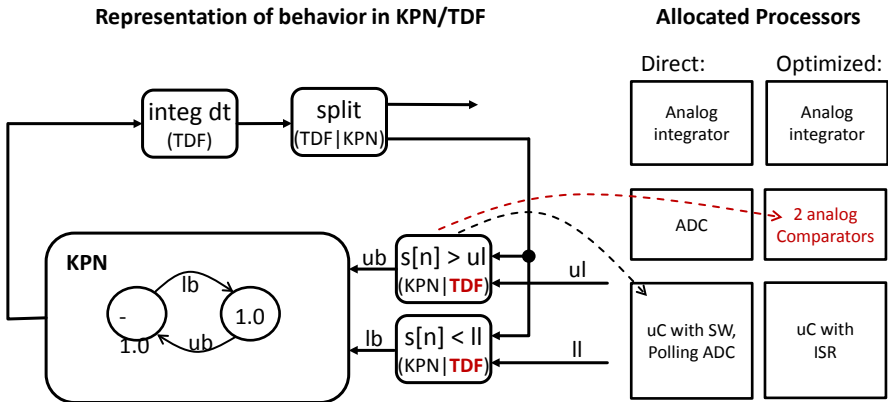 Representation of behavior in KPN/TDF
Allocated Processors
Direct:
Optimized:
integ dt
(TDF)
split
(TDF|KPN)
Analog
integrator
Analog
integrator
ADC
2 analog
Comparators
KPN
lb
-
1.0
1.0
ub
ub
s[n] > ul
(KPN|TDF)
ul
lb
s[n] < ll
(KPN|TDF)
ll
uC with SW,
Polling ADC
uC with
ISR